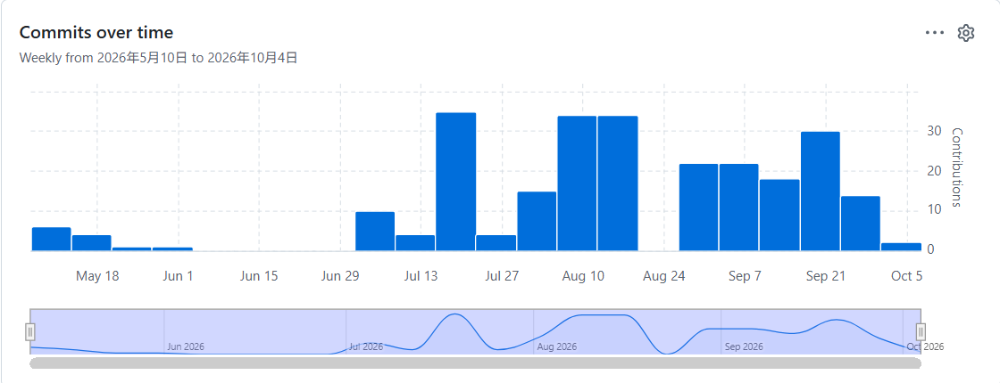 Commits over time
Weekly from 2026年5月10日 to 2026年10月4日
30
20
10
0
Contributions
May 18
Jun 1
Jun 15
Jun 29
Jul 13
Jul 27
Aug 10
Aug 24
Sep 7
Sep 21
Oct 5
Jun 2026
Jul 2026
Aug 2026
Sep 2026
Oct 2026